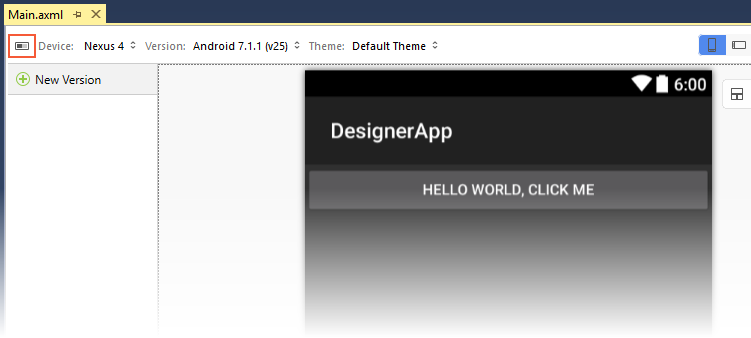 Main.axml
Device: Nexus 4 Version: Android 7.1.1 (v25) Theme: Default Theme
New Version
6:00
DesignerApp
HELLO WORLD, CLICK ME